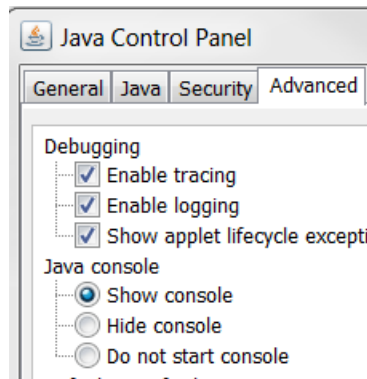 Java Control Panel
General Java Security Advanced
Debugging
Enable tracing
Enable logging
Show applet lifecycle excepti
Java console
Show console
Hide console
Do not start console